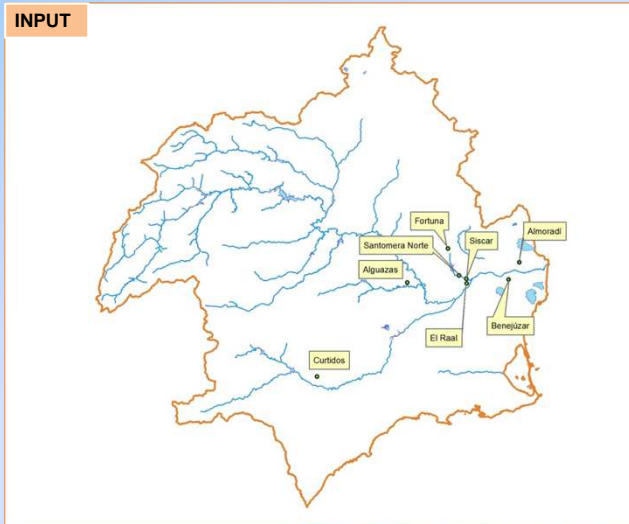 INPUT
Fortuna
Almoradí
Siscar
Santomera Norte
Alguazas
Benejúzar
El Raal
Curtidos